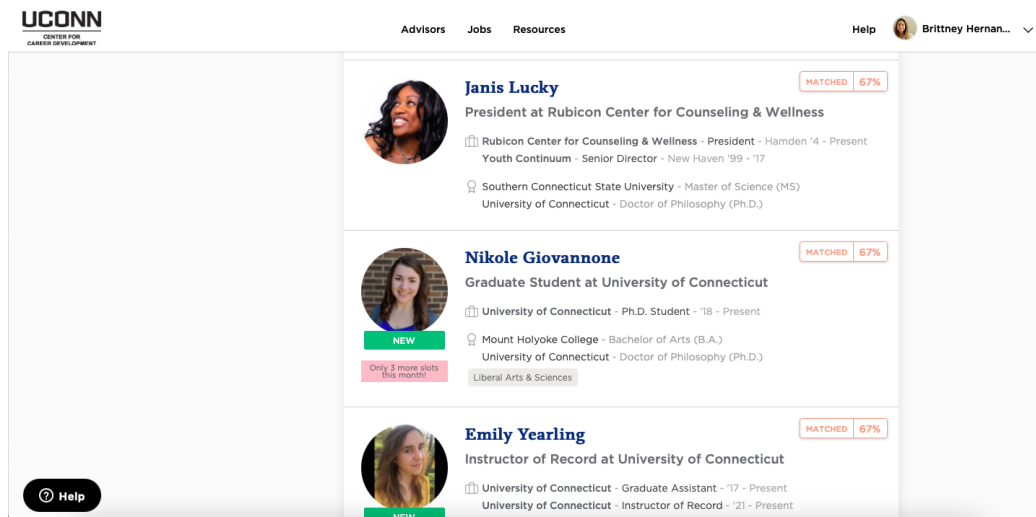 UCONN
CENTER FOR
CAREER DEVELOPMENT
Advisors Jobs Resources
Help Brittney Hernan...
Janis Lucky
MATCHED 67%
President at Rubicon Center for Counseling & Wellness
Rubicon Center for Counseling & Wellness - President - Hamden '4 - Present
Youth Continuum - Senior Director - New Haven '99 - '17
Southern Connecticut State University - Master of Science (MS)
University of Connecticut - Doctor of Philosophy (Ph.D.)
Nikole Giovannone
MATCHED 67%
Graduate Student at University of Connecticut
University of Connecticut - Ph.D. Student - '18 - Present
NEW
Mount Holyoke College - Bachelor of Arts (B.A.)
University of Connecticut - Doctor of Philosophy (Ph.D.)
Only 3 more slots
this month!
Liberal Arts & Sciences
Emily Yearling
MATCHED 67%
Instructor of Record at University of Connecticut
University of Connecticut - Graduate Assistant - '17 - Present
University of Connecticut - Instructor of Record - '21 - Present
NEW
? Help